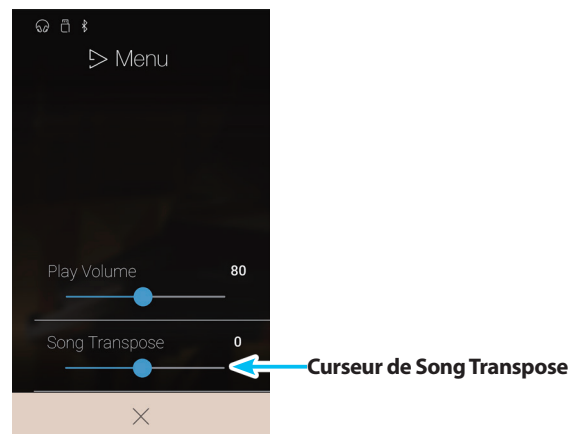 Menu
Play Volume 80
Song Transpose 0
Curseur de Song Transpose